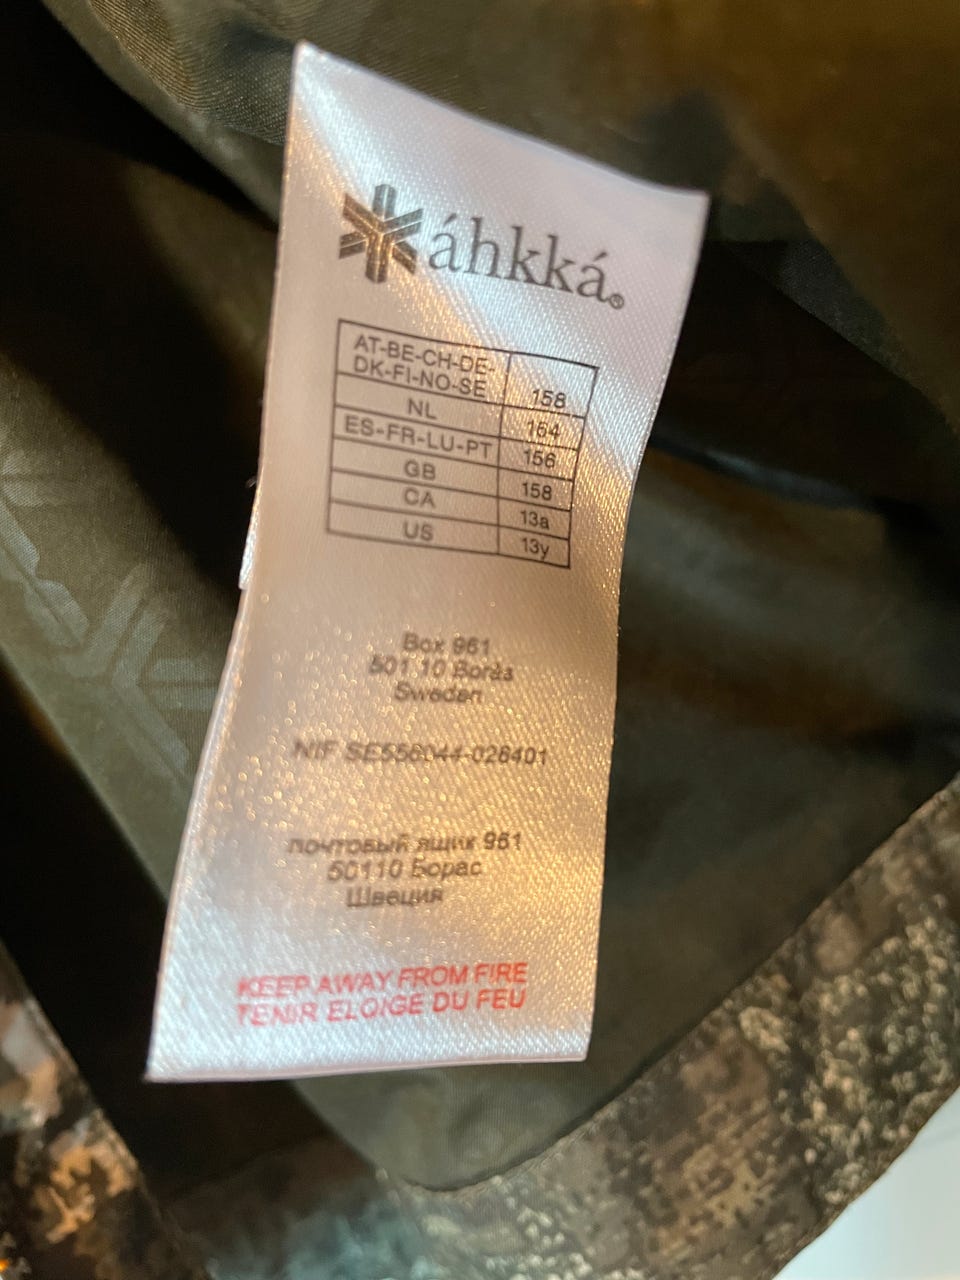 áhkká®
AT-BE-CH-DE-
DK-FI-NO-SE 158
NL 164
ES-FR-LU-PT 156
GB 158
CA 13a
US 13y
Box 961
501 10 Borås
Sweden
NIF SE556044-026401
почтовый ящик 961
50110 Борас
Швеция
KEEP AWAY FROM FIRE
TENIR ELOIGE DU FEU